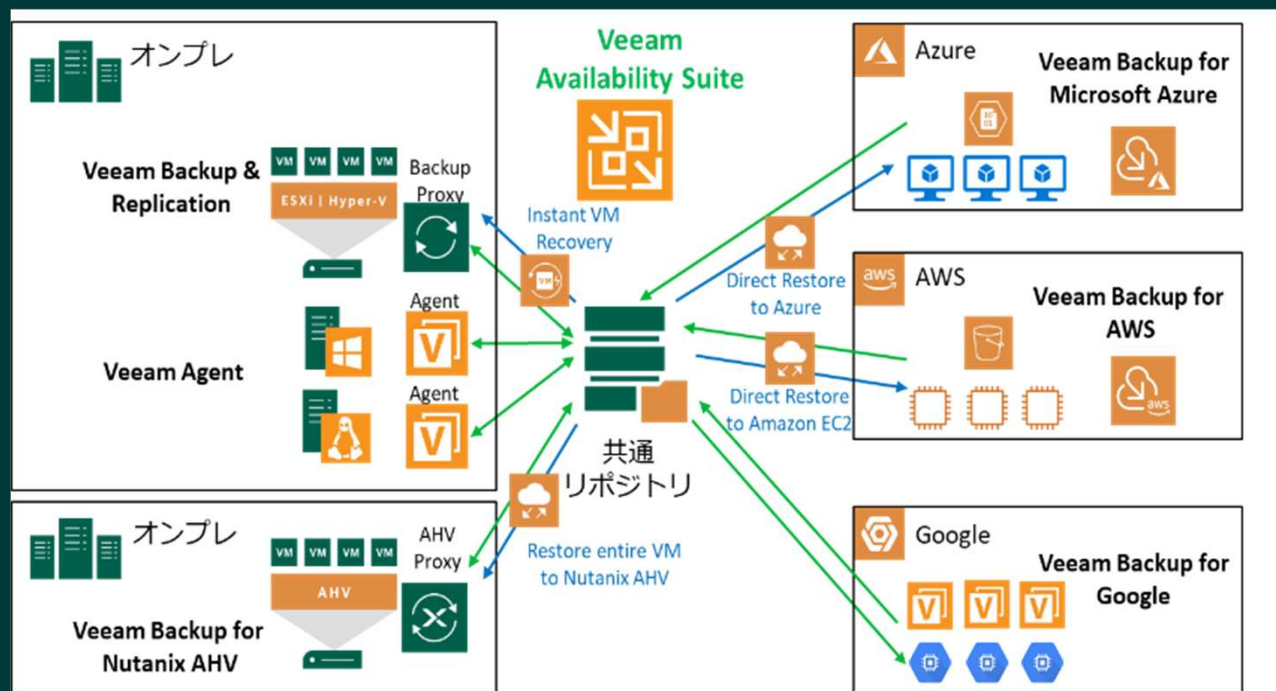 オンプレ
Veeam Backup &
Replication
VM VM VM VM
ESXi | Hyper-V
Backup
Proxy
Agent
V
Veeam Agent
Agent
V
オンプレ
VM VM VM VM
AHV
AHV
Proxy
Veeam Backup for
Nutanix AHV
Veeam
Availability Suite
Instant VM
Recovery
VM
Direct Restore
to Azure
Direct Restore
to Amazon EC2
共通
リポジトリ
Restore entire VM
to Nutanix AHV
Azure
Veeam Backup for
Microsoft Azure
10
01
aws
AWS
Veeam Backup for
AWS
aws
Google
Veeam Backup for
Google
V V V